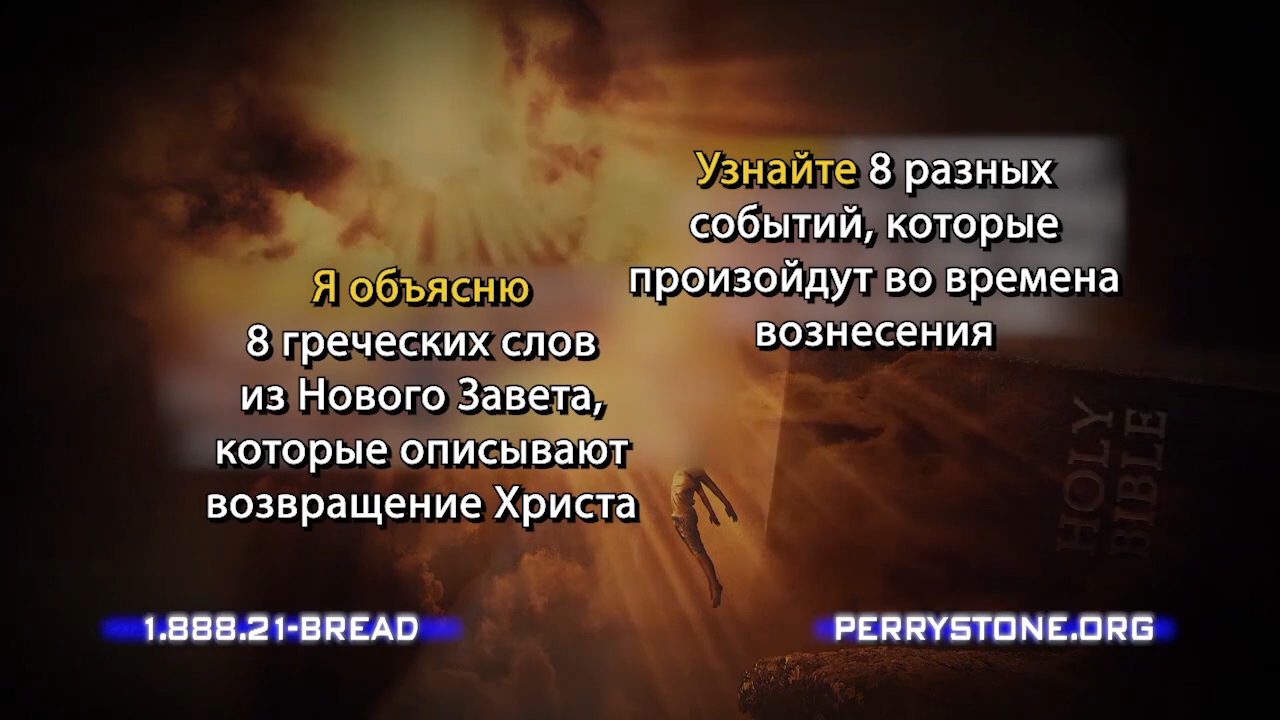 Я объясню
8 греческих слов
из Нового Завета,
которые описывают
возвращение Христа
Узнайте 8 разных
событий, которые
произойдут во времена
вознесения
HOLY
BIBLE
1.888.21-BREAD
PERRYSTONE.ORG